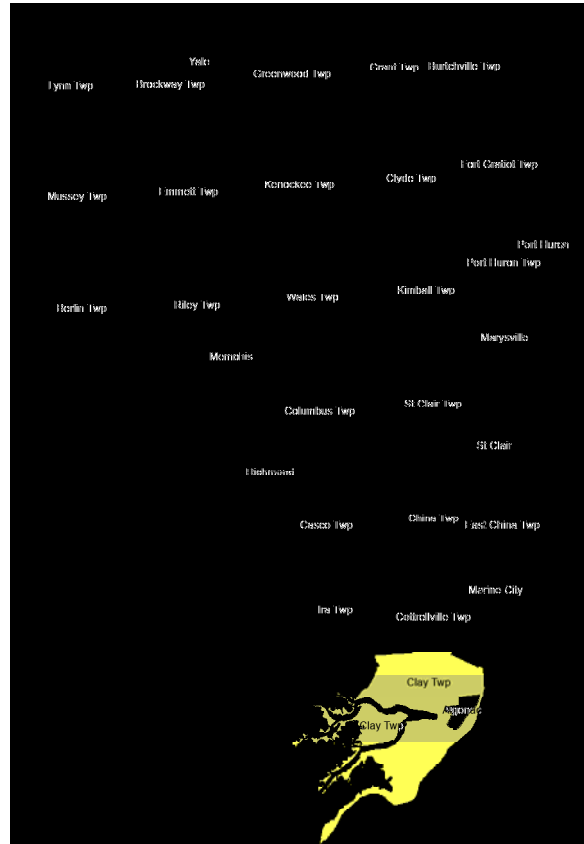 Yale
Greenwood Twp
Grant Twp
Burtchville Twp
Lynn Twp
Brockway Twp
Fort Gratiot Twp
Mussey Twp
Emmett Twp
Kenockee Twp
Clyde Twp
Port Huron
Port Huron Twp
Berlin Twp
Riley Twp
Wales Twp
Kimball Twp
Marysville
Memphis
Columbus Twp
St Clair Twp
St Clair
Richmond
Casco Twp
China Twp
East China Twp
Marine City
Ira Twp
Cottrellville Twp
Clay Twp
Algonac
Clay Twp